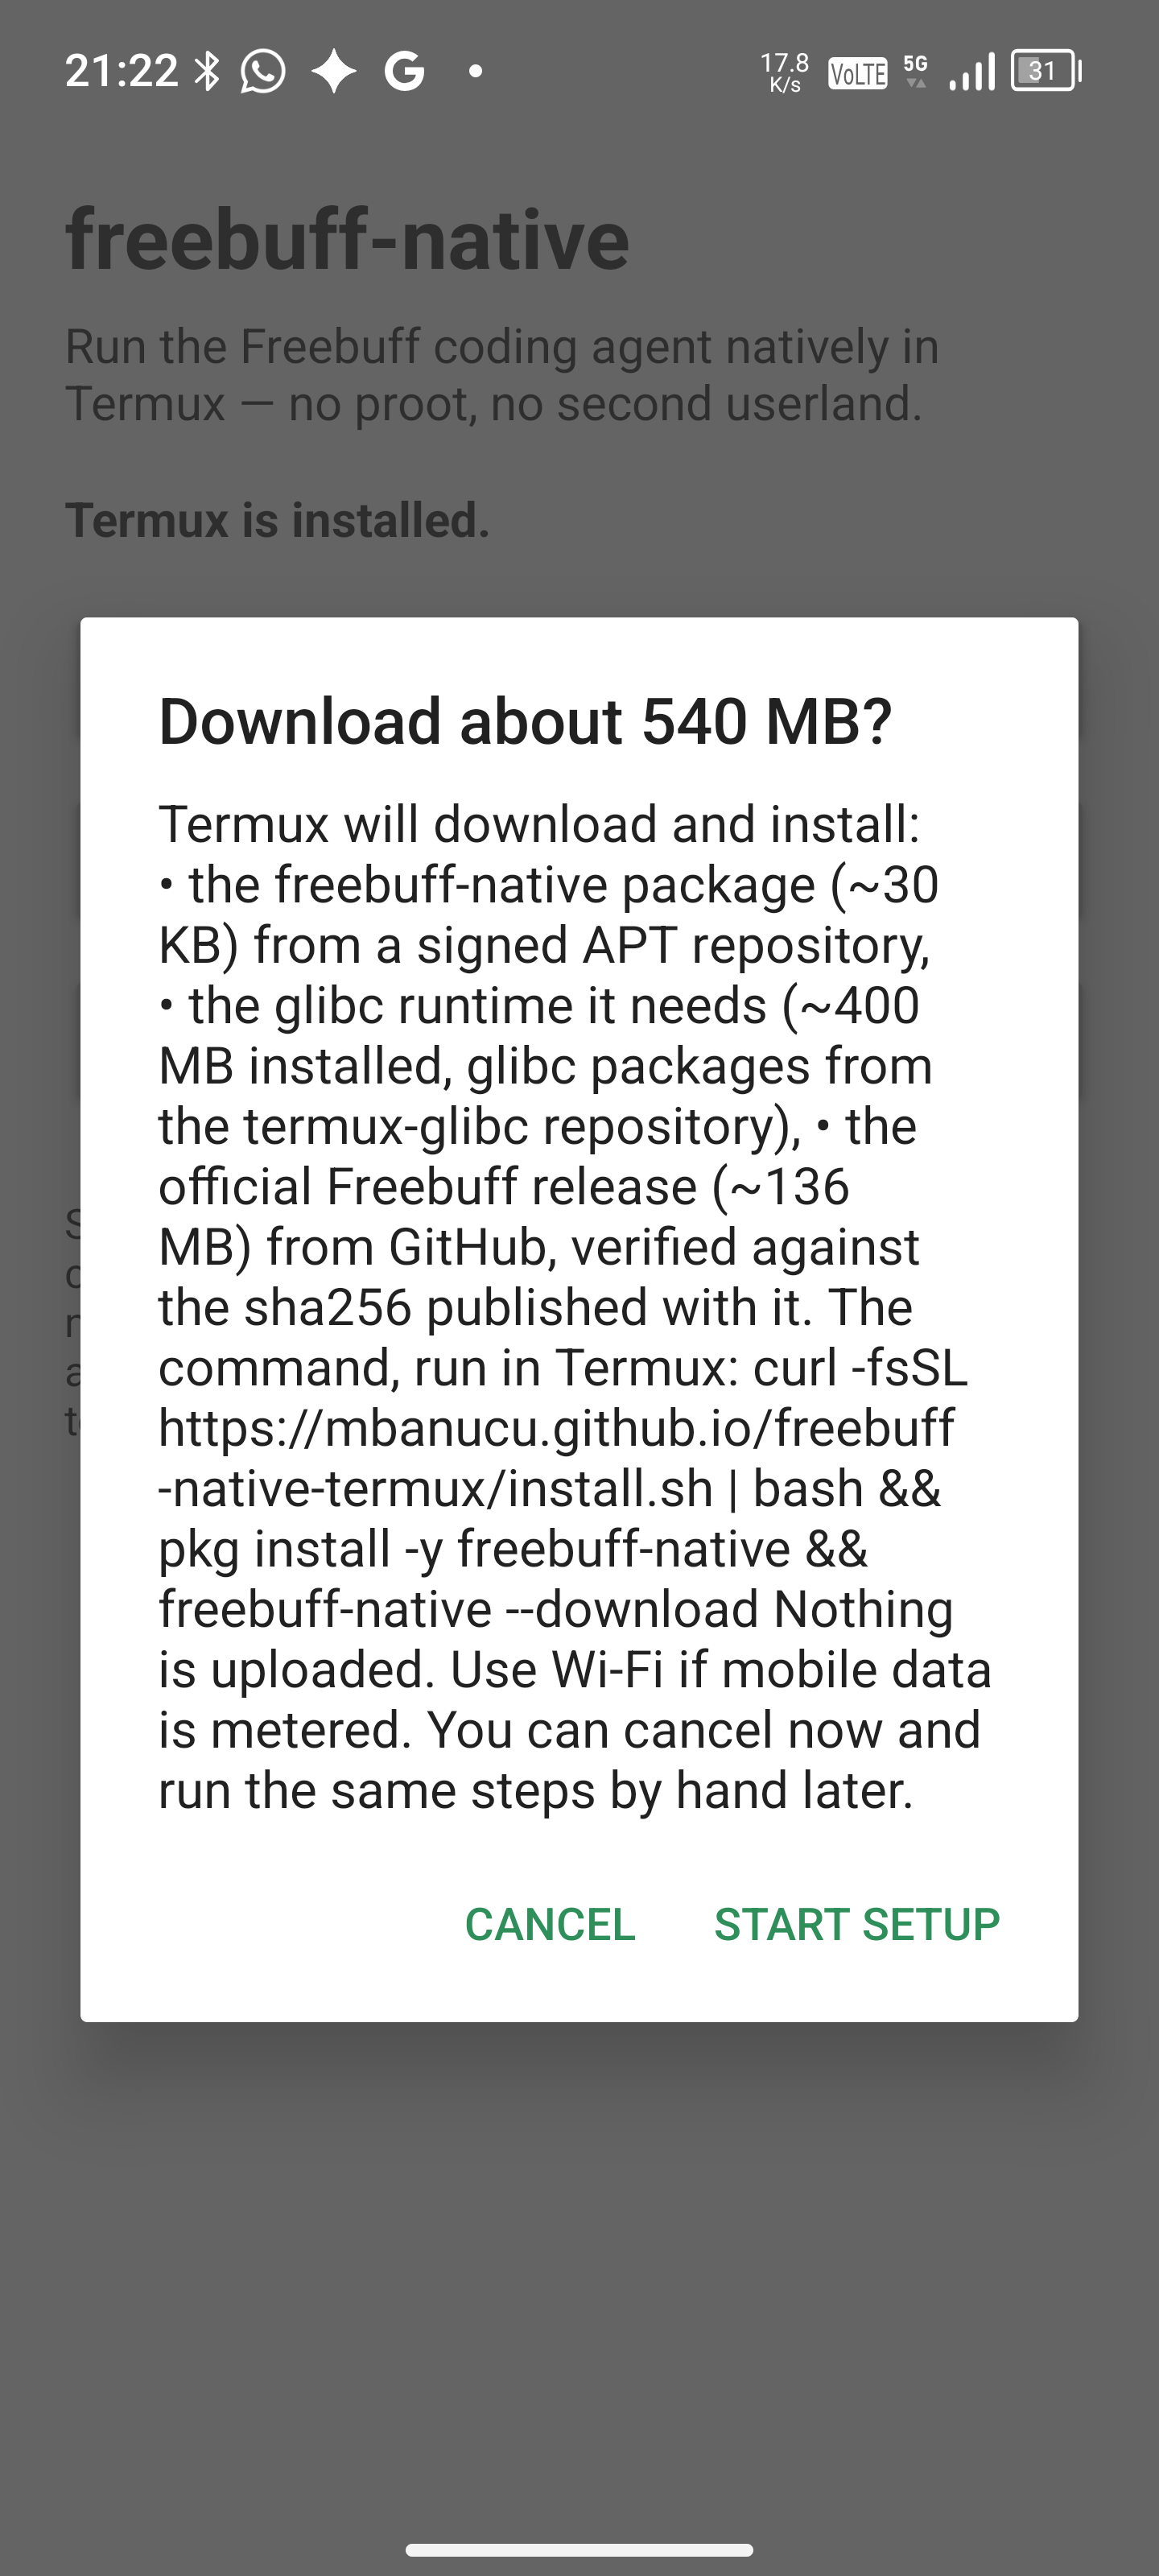 21:22
17.8
K/s
VoLTE
5G
31
freebuff-native
Run the Freebuff coding agent natively in
Termux — no proot, no second userland.
Termux is installed.
Download about 540 MB?
Termux will download and install:
• the freebuff-native package (~30
KB) from a signed APT repository,
• the glibc runtime it needs (~400
MB installed, glibc packages from
the termux-glibc repository), • the
official Freebuff release (~136
MB) from GitHub, verified against
the sha256 published with it. The
command, run in Termux: curl -fsSL
https://mbanucu.github.io/freebuff
-native-termux/install.sh | bash &&
pkg install -y freebuff-native &&
freebuff-native --download Nothing
is uploaded. Use Wi-Fi if mobile data
is metered. You can cancel now and
run the same steps by hand later.
CANCEL
START SETUP